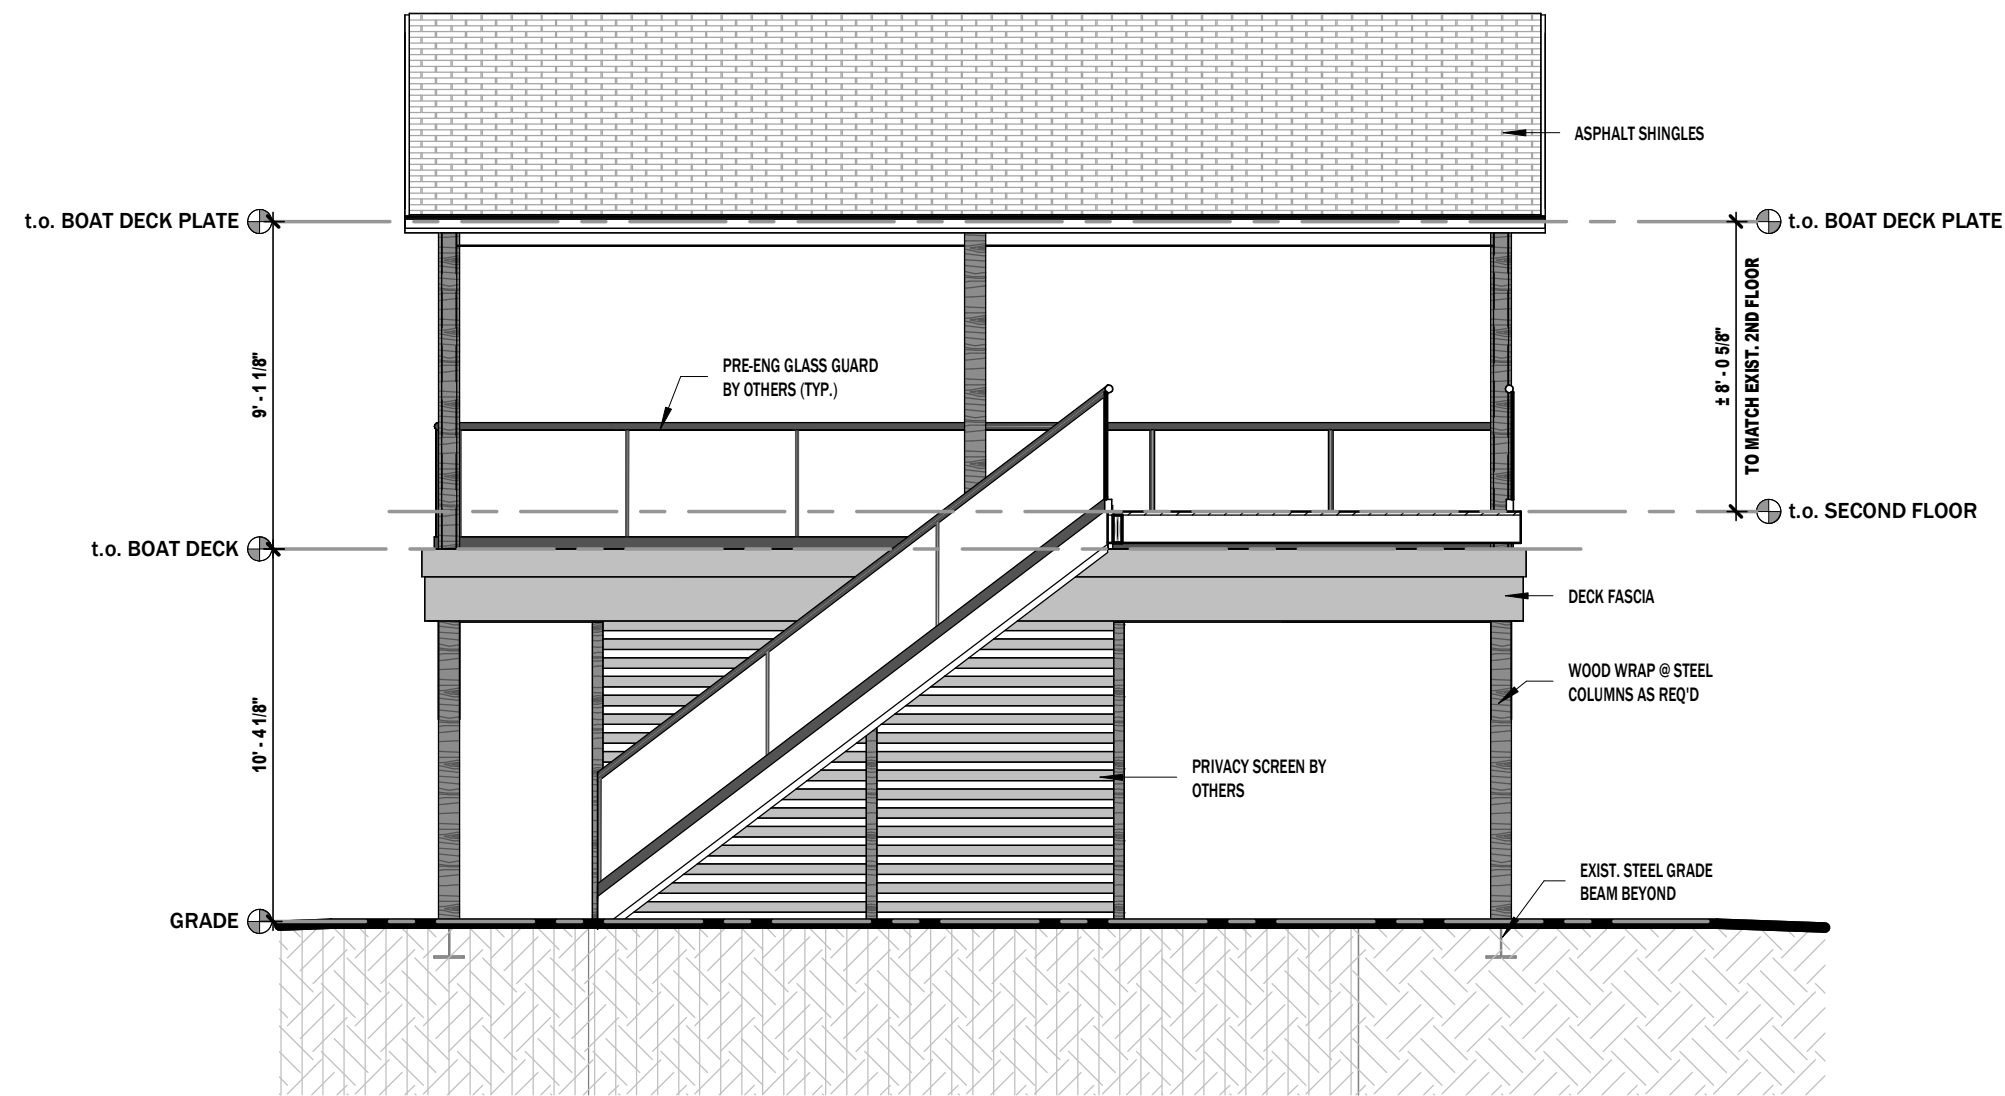 ASPHALT SHINGLES
t.o. BOAT DECK PLATE
t.o. BOAT DECK PLATE
9' - 1 1/8"
PRE-ENG GLASS GUARD
BY OTHERS (TYP.)
± 8' - 0 5/8"
TO MATCH EXIST. 2ND FLOOR
t.o. SECOND FLOOR
t.o. BOAT DECK
DECK FASCIA
WOOD WRAP @ STEEL
COLUMNS AS REQ'D
10' - 4 1/8"
PRIVACY SCREEN BY
OTHERS
EXIST. STEEL GRADE
BEAM BEYOND
GRADE